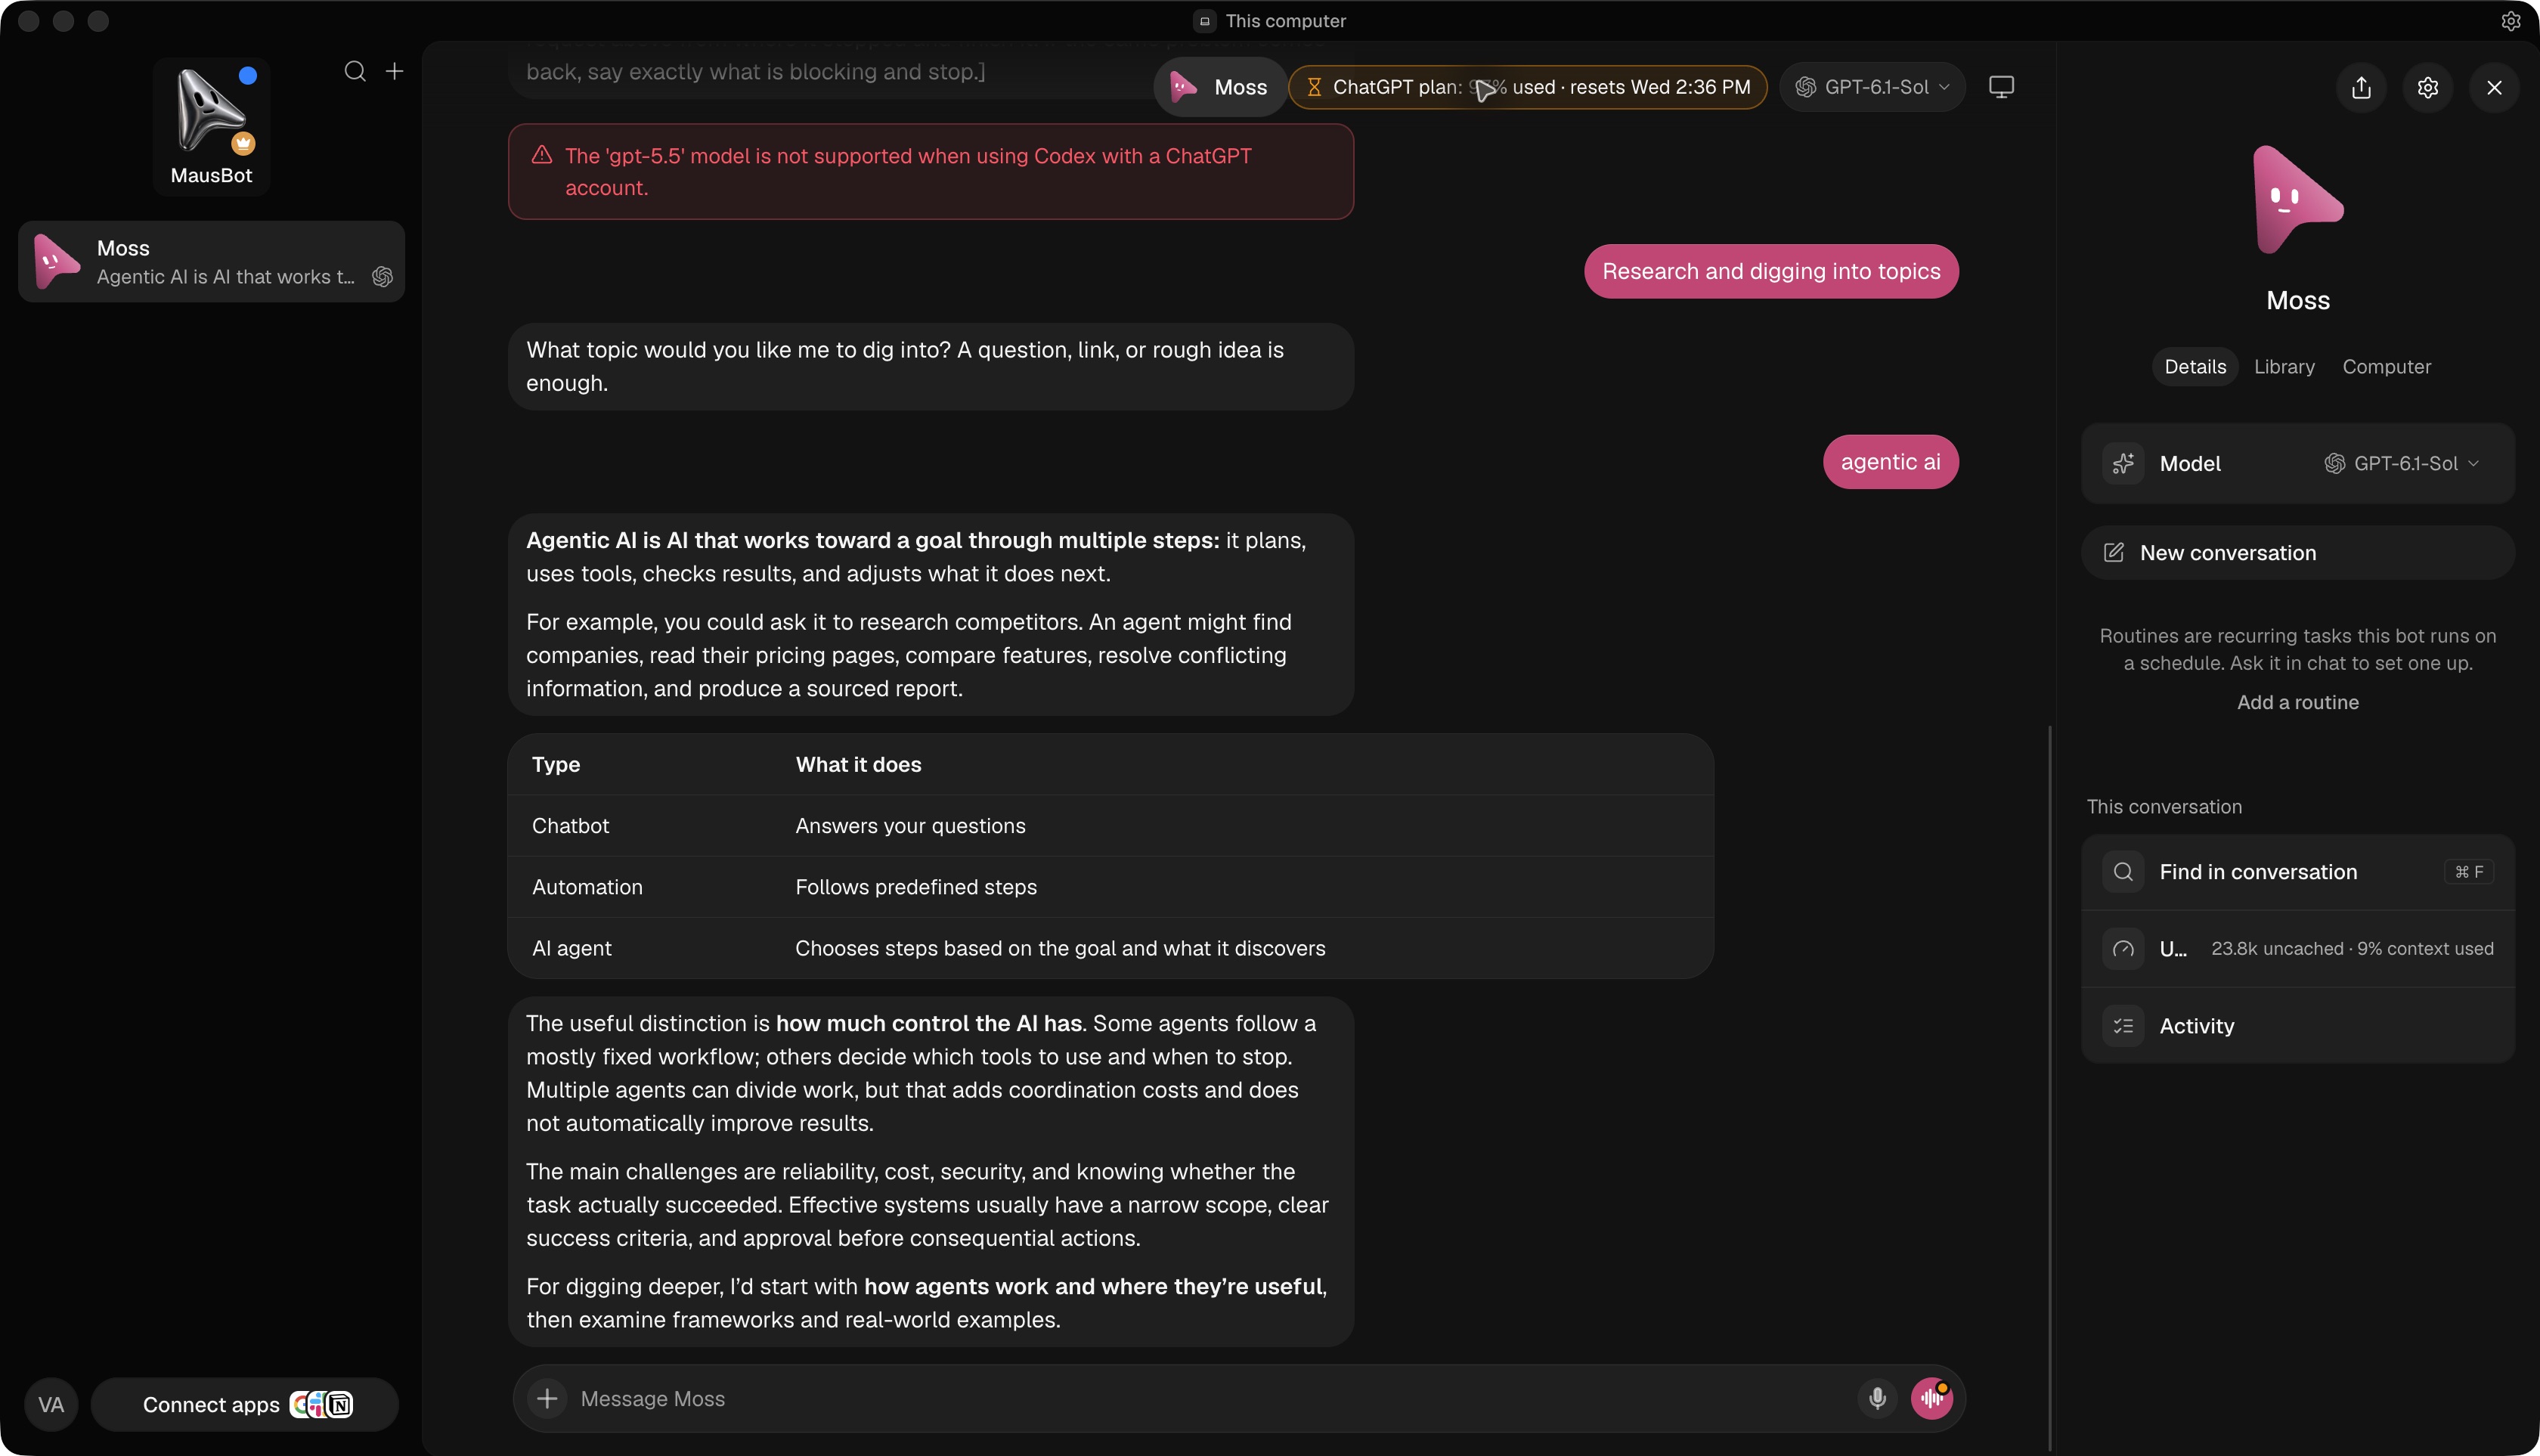 This computer
MausBot
Moss
Agentic AI is AI that works t...
VA
Connect apps
back, say exactly what is blocking and stop.]
Moss
ChatGPT plan: % used · resets Wed 2:36 PM
GPT-6.1-Sol
The 'gpt-5.5' model is not supported when using Codex with a ChatGPT
account.
Research and digging into topics
What topic would you like me to dig into? A question, link, or rough idea is
enough.
agentic ai
Agentic AI is AI that works toward a goal through multiple steps: it plans,
uses tools, checks results, and adjusts what it does next.
For example, you could ask it to research competitors. An agent might find
companies, read their pricing pages, compare features, resolve conflicting
information, and produce a sourced report.
Type What it does
Chatbot Answers your questions
Automation Follows predefined steps
AI agent Chooses steps based on the goal and what it discovers
The useful distinction is how much control the AI has. Some agents follow a
mostly fixed workflow; others decide which tools to use and when to stop.
Multiple agents can divide work, but that adds coordination costs and does
not automatically improve results.
The main challenges are reliability, cost, security, and knowing whether the
task actually succeeded. Effective systems usually have a narrow scope, clear
success criteria, and approval before consequential actions.
For digging deeper, I’d start with how agents work and where they’re useful,
then examine frameworks and real-world examples.
Message Moss
Moss
Details Library Computer
Model GPT-6.1-Sol
New conversation
Routines are recurring tasks this bot runs on
a schedule. Ask it in chat to set one up.
Add a routine
This conversation
Find in conversation ⌘ F
U... 23.8k uncached · 9% context used
Activity